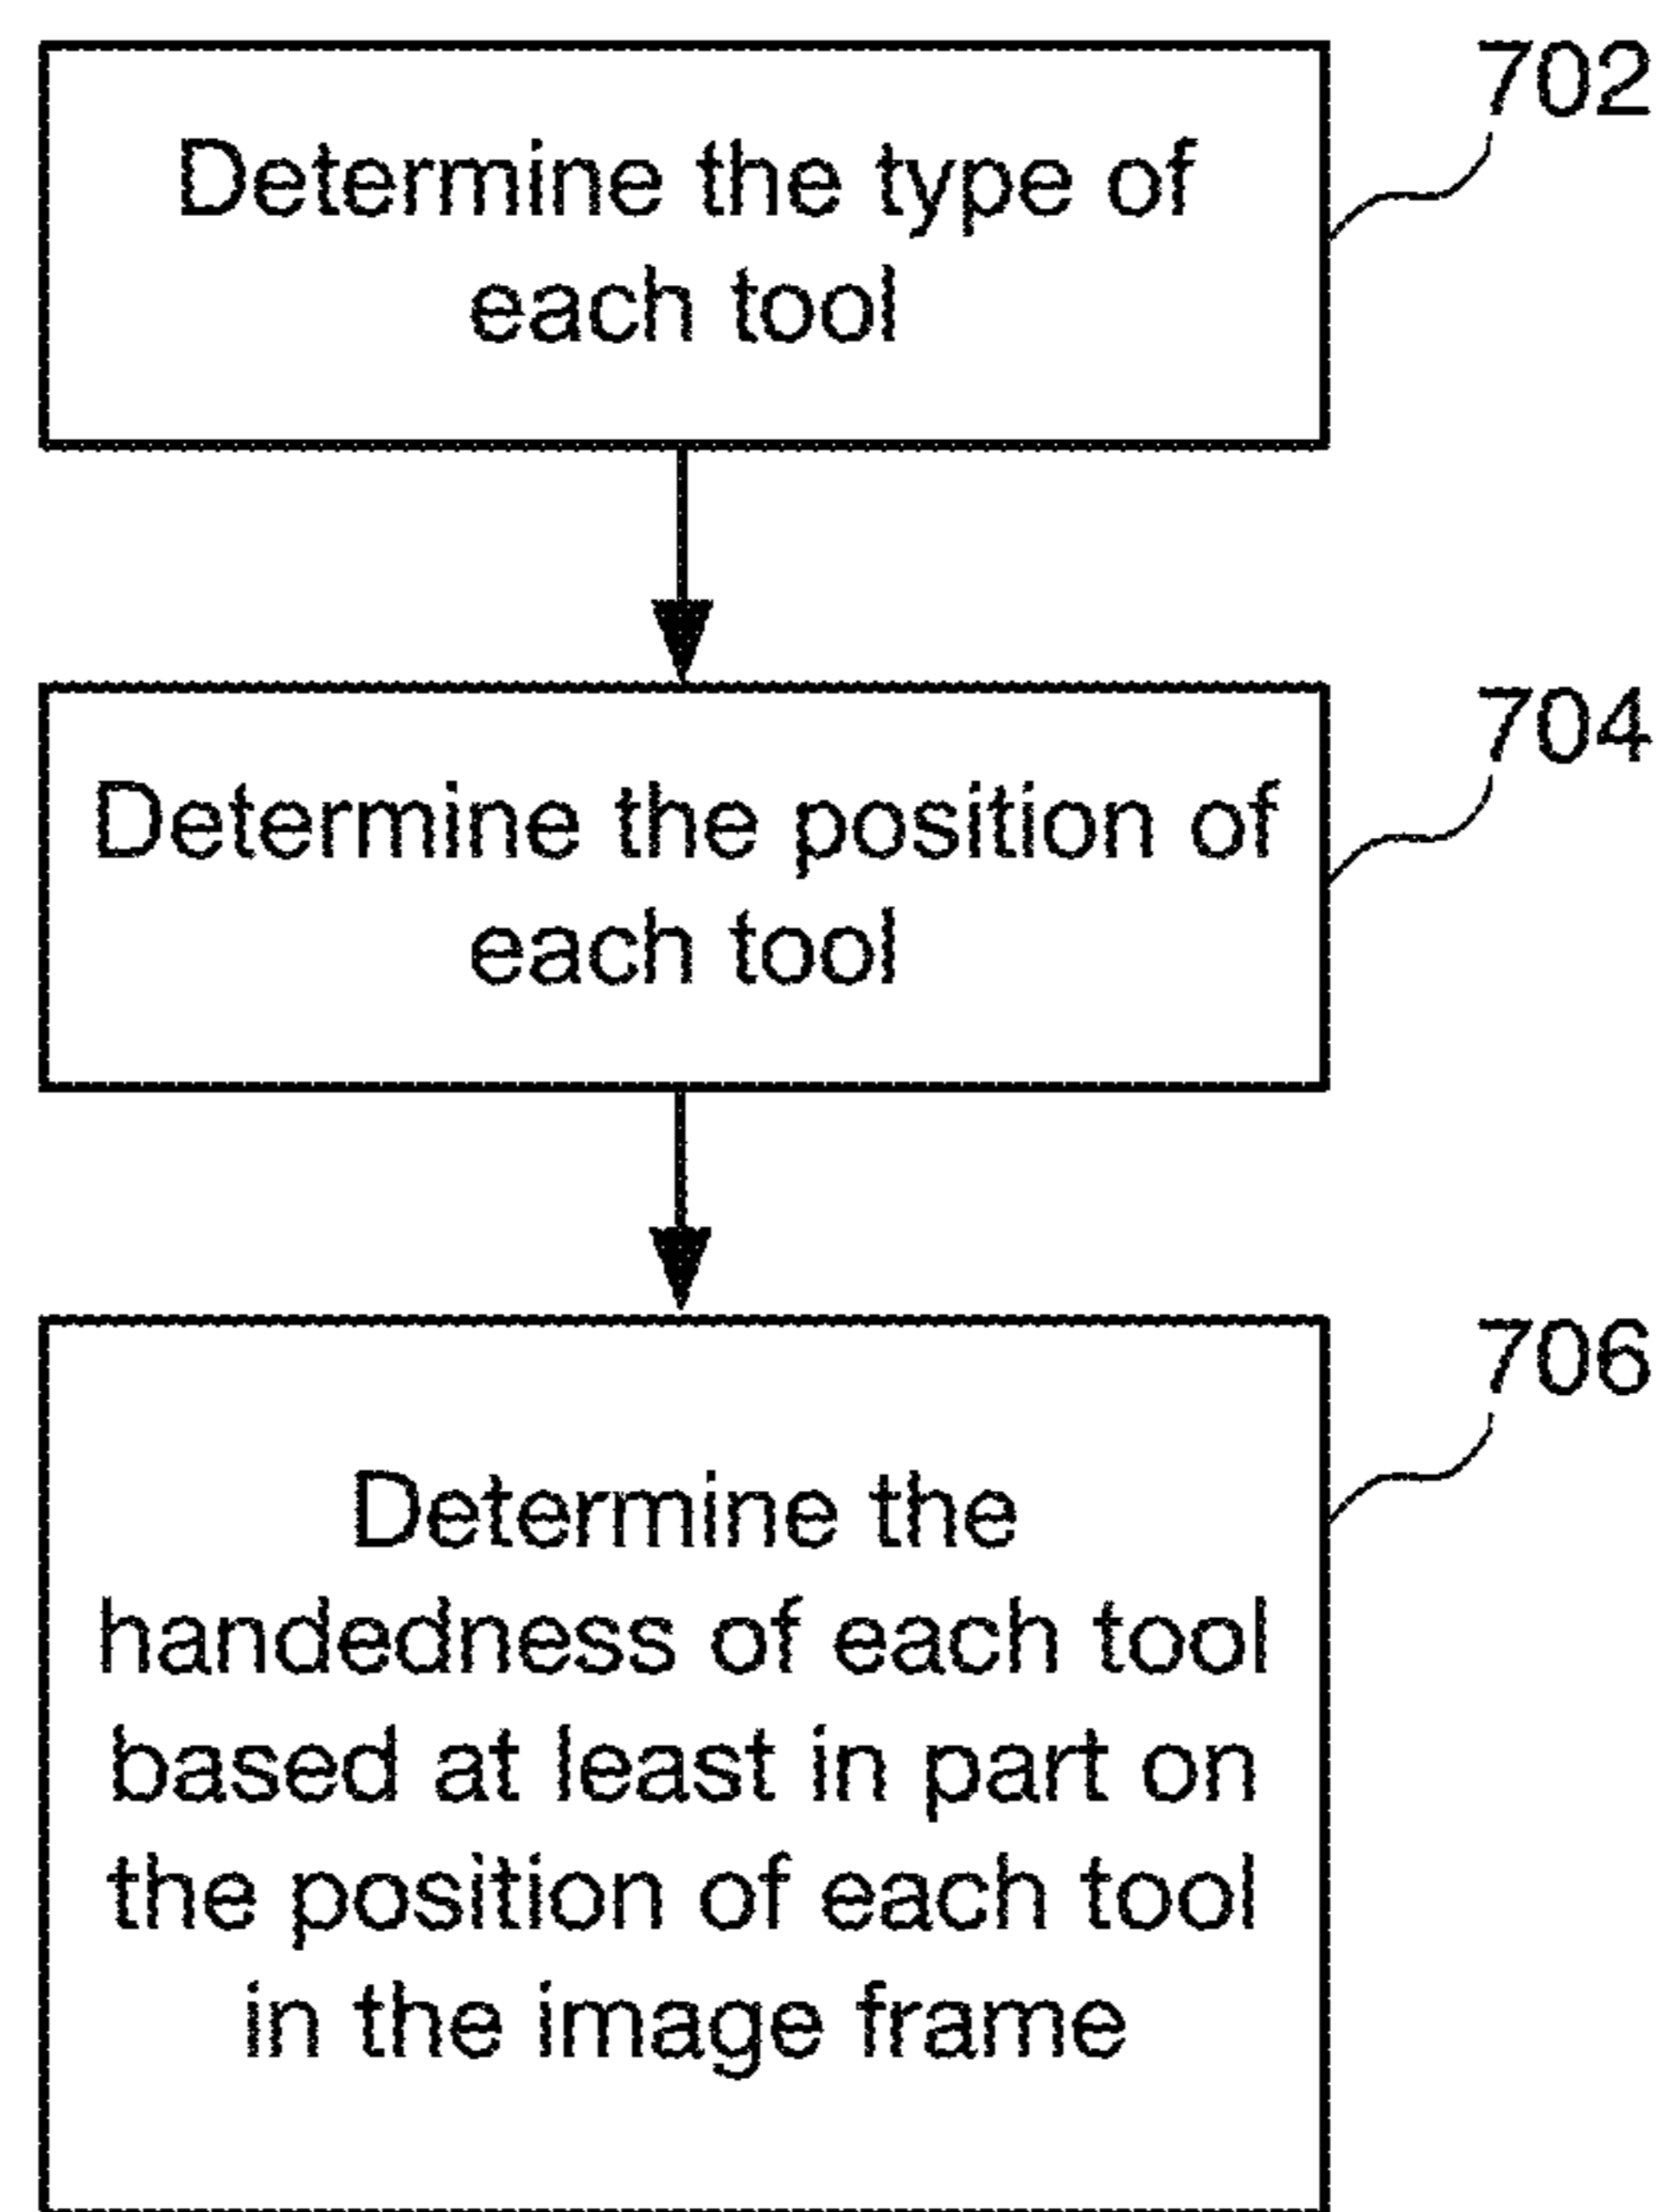 702
Determine the type of
each tool
704
Determine the position of
each tool
706
Determine the
handedness of each tool
based at least in part on
the position of each tool
in the image frame